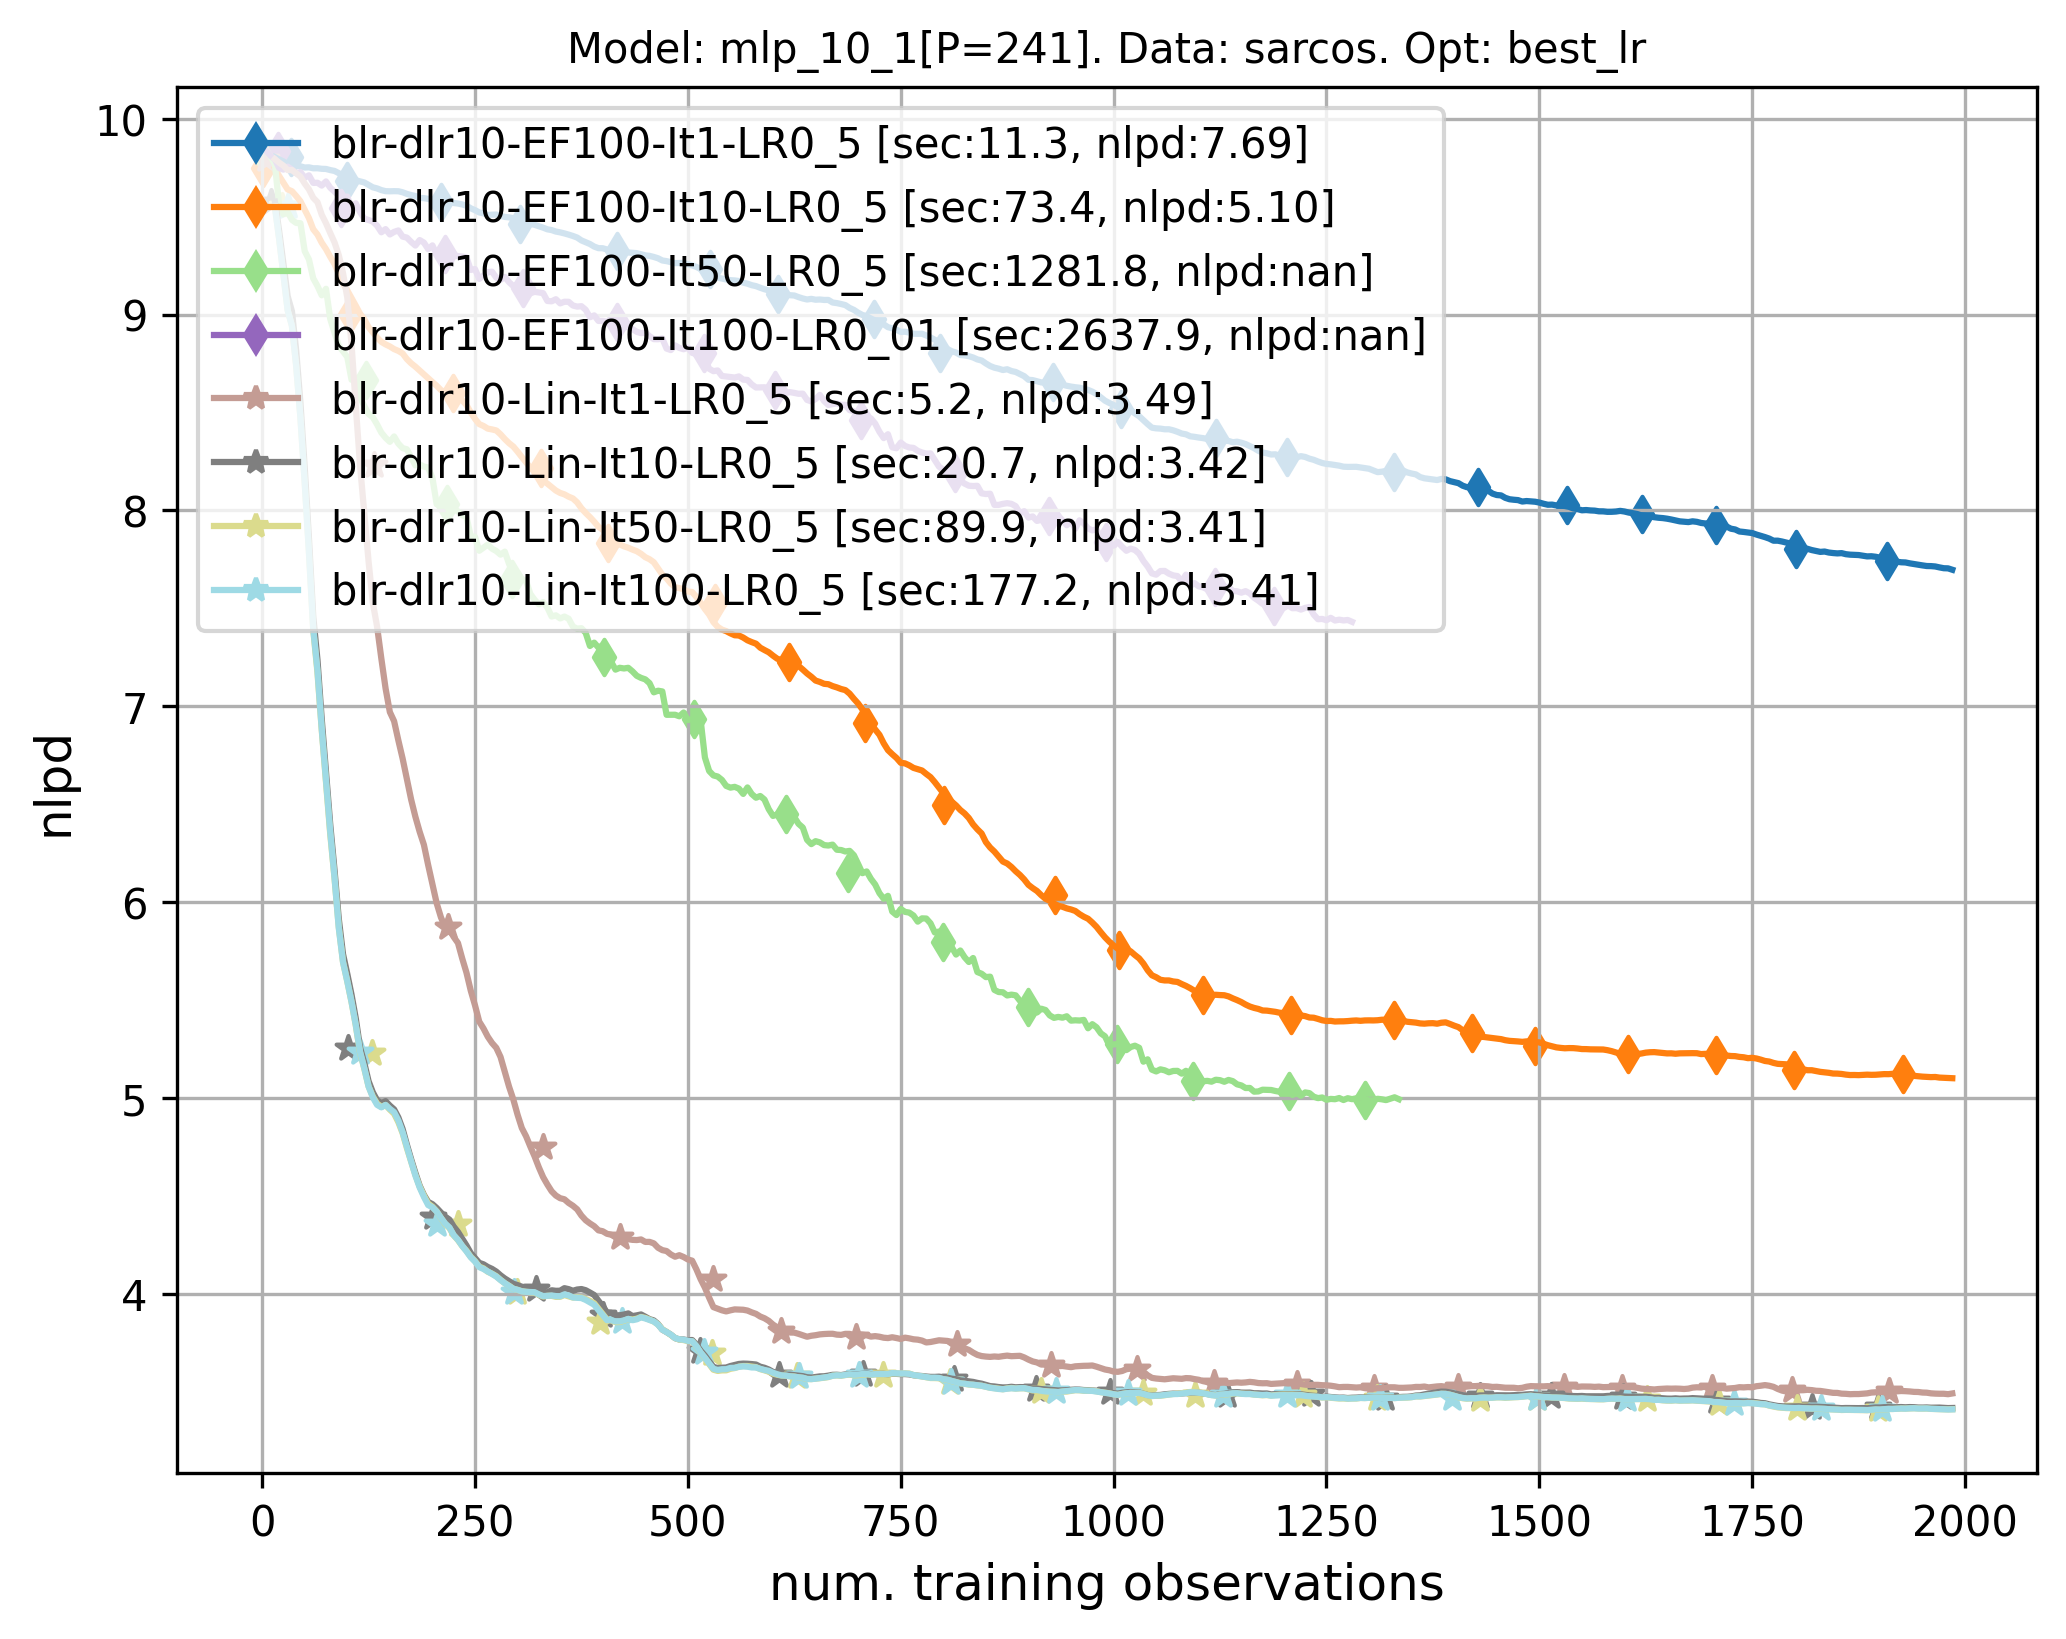 Model: mlp_10_1[P=241]. Data: sarcos. Opt: best_lr
10
9
8
7
6
5
4
nlpd
blr-dlr10-EF100-It1-LR0_5 [sec:11.3, nlpd:7.69]
blr-dlr10-EF100-It10-LR0_5 [sec:73.4, nlpd:5.10]
blr-dlr10-EF100-It50-LR0_5 [sec:1281.8, nlpd:nan]
blr-dlr10-EF100-It100-LR0_01 [sec:2637.9, nlpd:nan]
blr-dlr10-Lin-It1-LR0_5 [sec:5.2, nlpd:3.49]
blr-dlr10-Lin-It10-LR0_5 [sec:20.7, nlpd:3.42]
blr-dlr10-Lin-It50-LR0_5 [sec:89.9, nlpd:3.41]
blr-dlr10-Lin-It100-LR0_5 [sec:177.2, nlpd:3.41]
0 250 500 750 1000 1250 1500 1750 2000
num. training observations